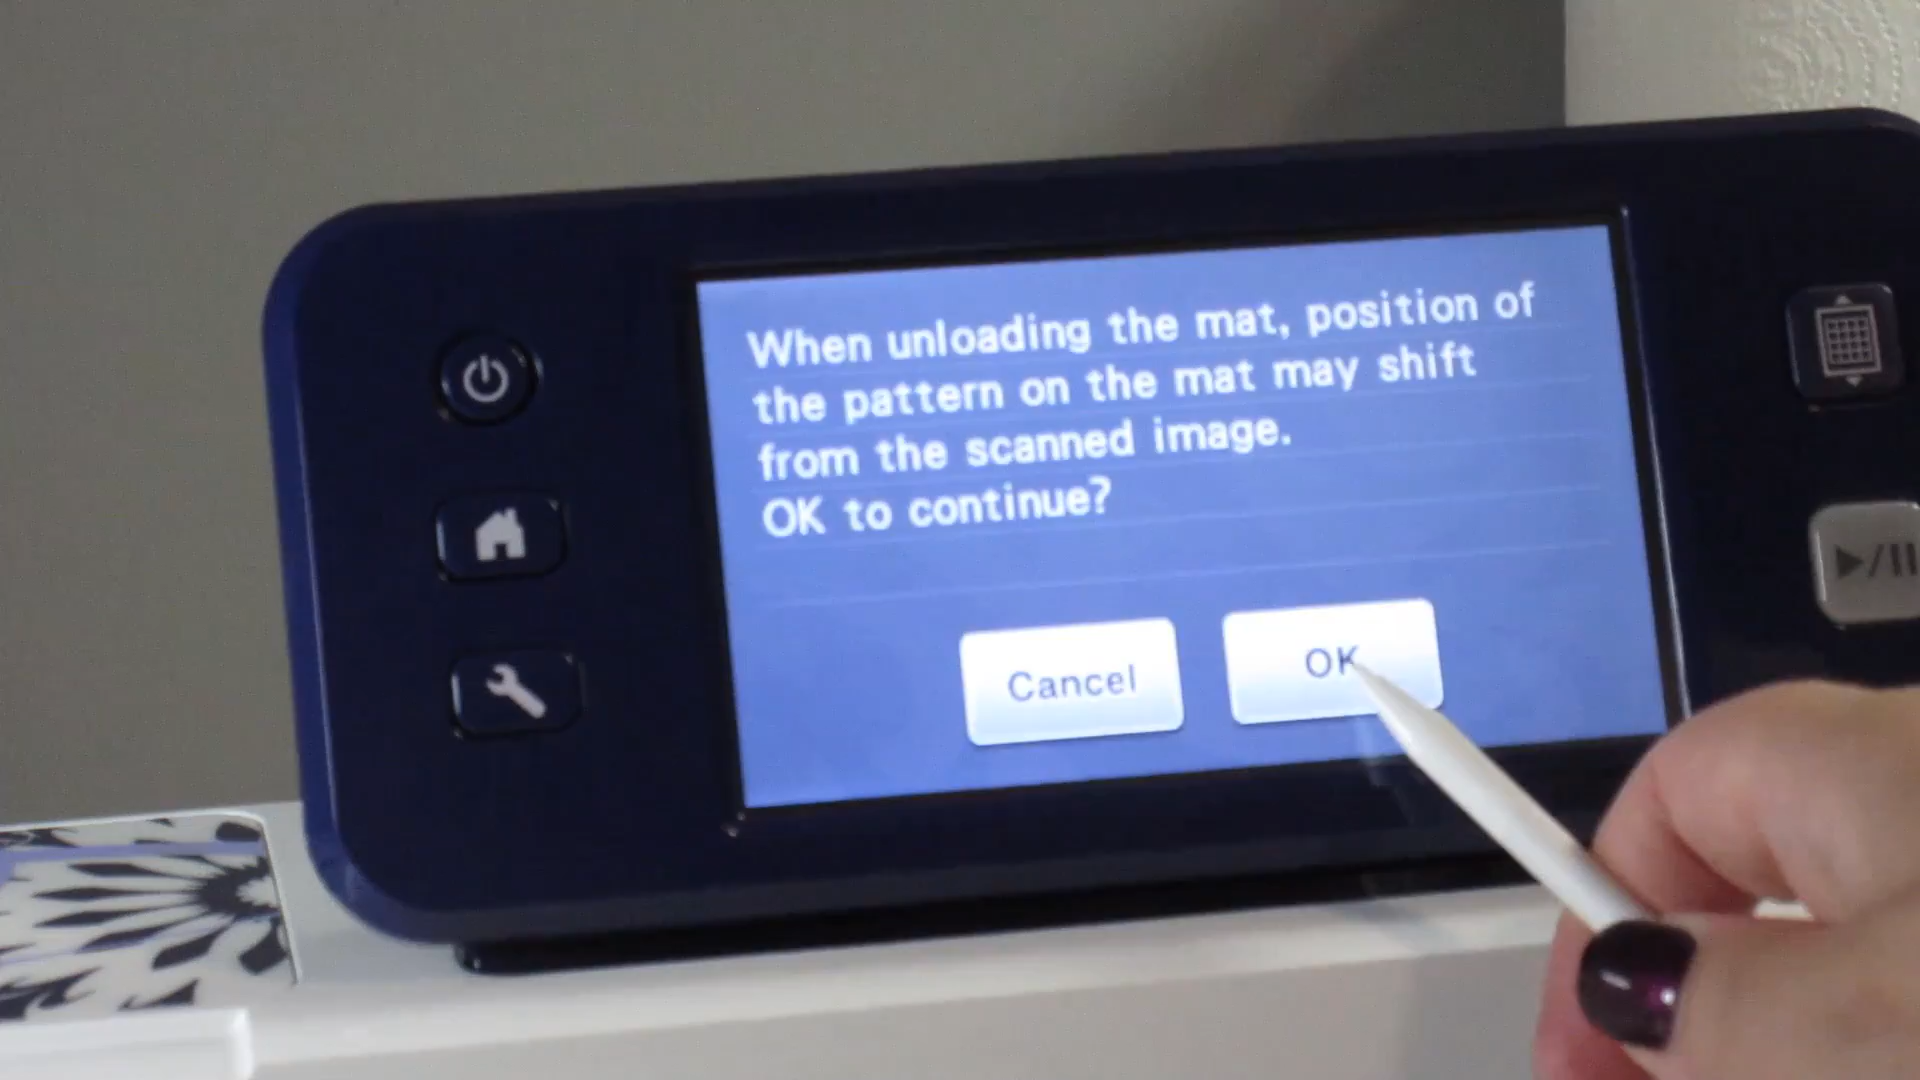 When unloading the mat, position of
the pattern on the mat may shift
from the scanned image.
OK to continue?
Cancel
OK